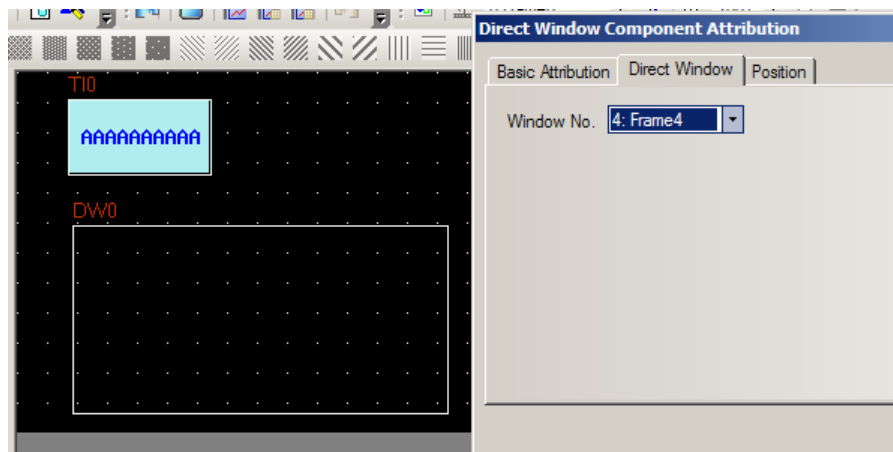 Direct Window Component Attribution
Basic Attribution Direct Window Position
TI0
AAAAAAAAAA
Window No. 4: Frame4
DW0